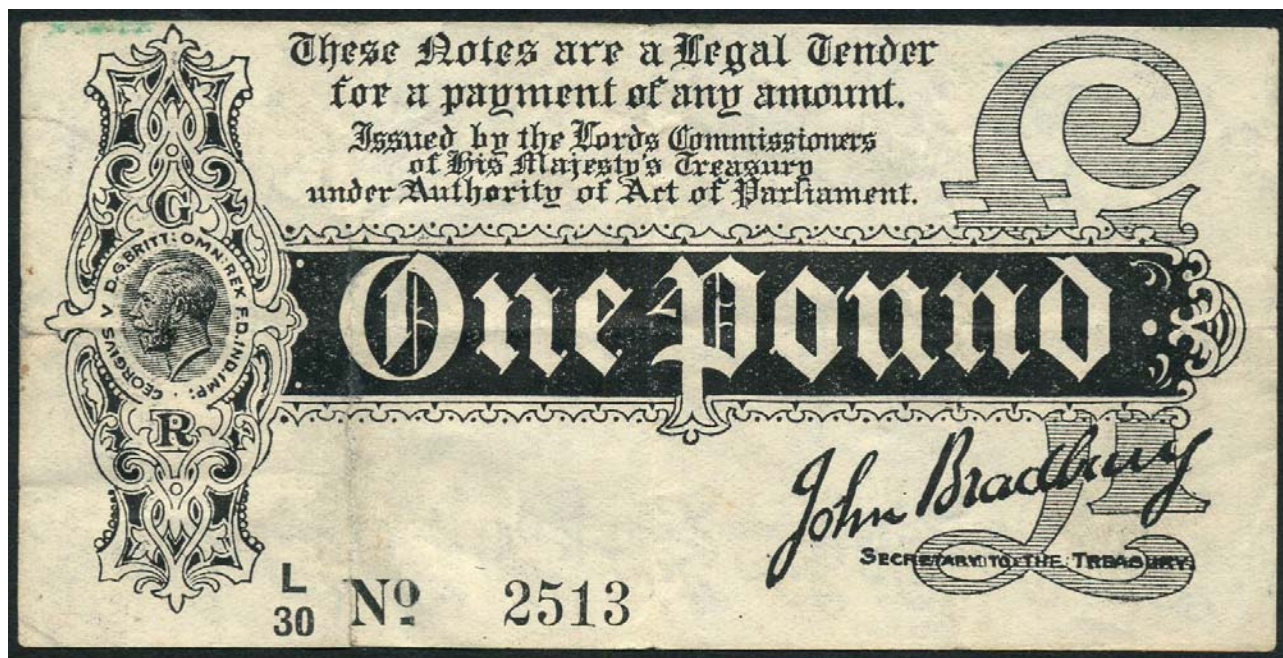 These Notes are a Legal Tender
for a payment of any amount.
Issued by the Lords Commissioners
of His Majesty's Treasury
under Authority of Act of Parliament.
£1
G
GEORGIVS V D.G.BRITT: OMN: REX F.D. IND: IMP:
R
One Pound
John Bradbury
SECRETARY TO THE TREASURY.
L
30 Nº 2513